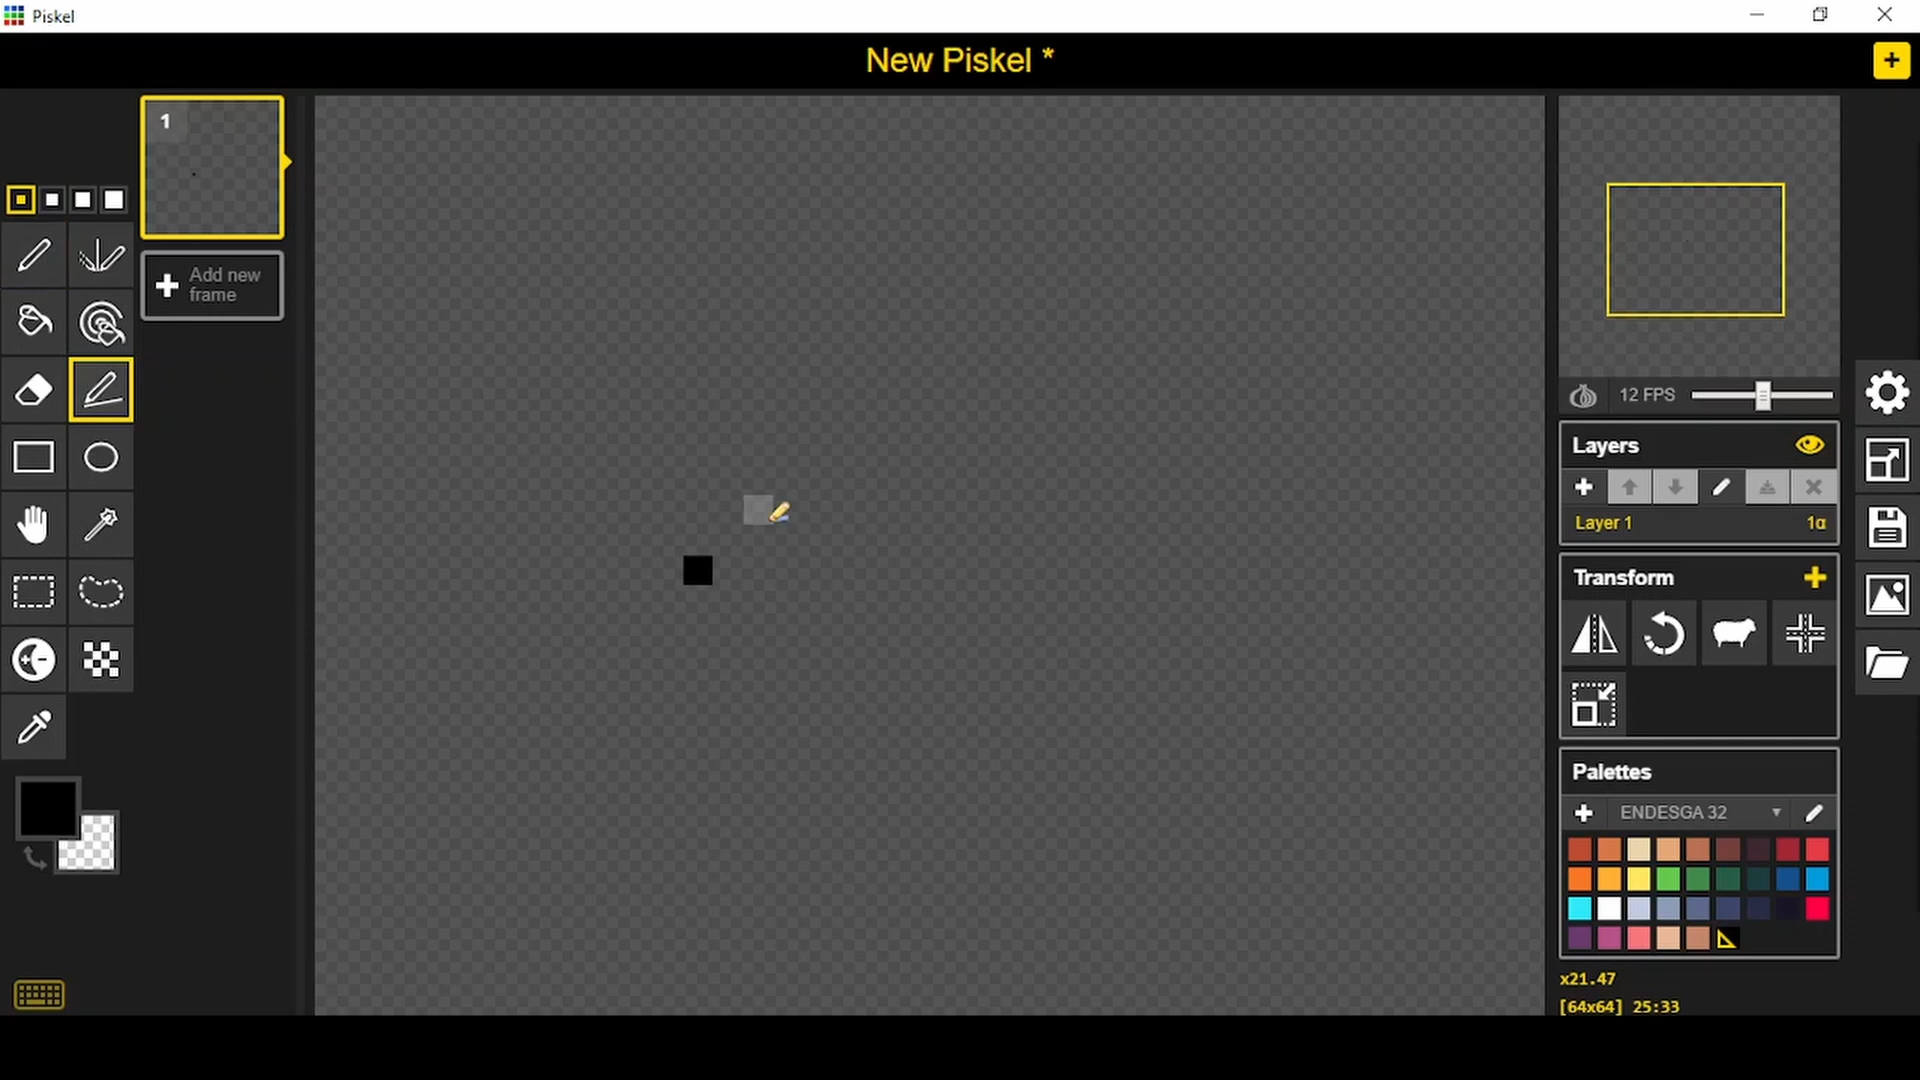 Piskel
New Piskel *
1
Add new
frame
12 FPS
Layers
Layer 1
1α
Transform
Palettes
ENDESGA 32
x21.47
[64x64] 25:33